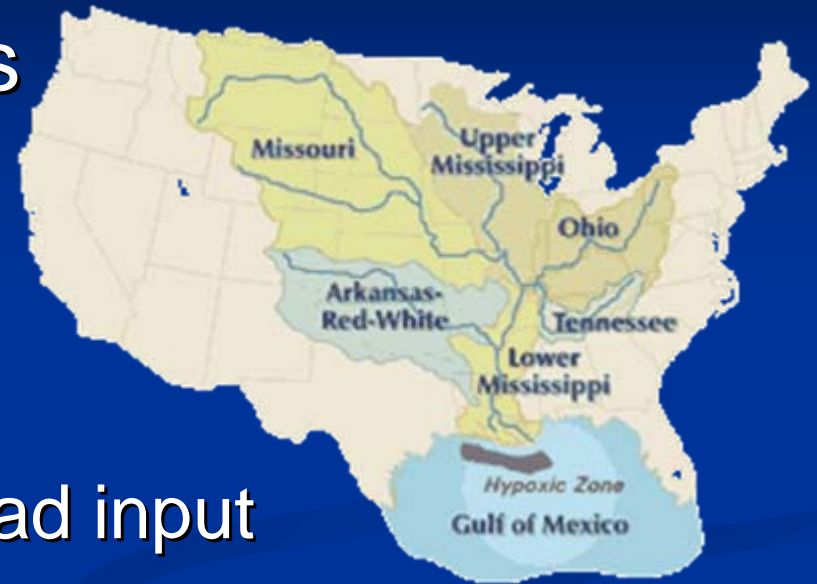 s
Missouri
Upper
Mississippi
Ohio
Arkansas-
Red-White
Tennessee
Lower
Mississippi
Hypoxic Zone
ad input
Gulf of Mexico